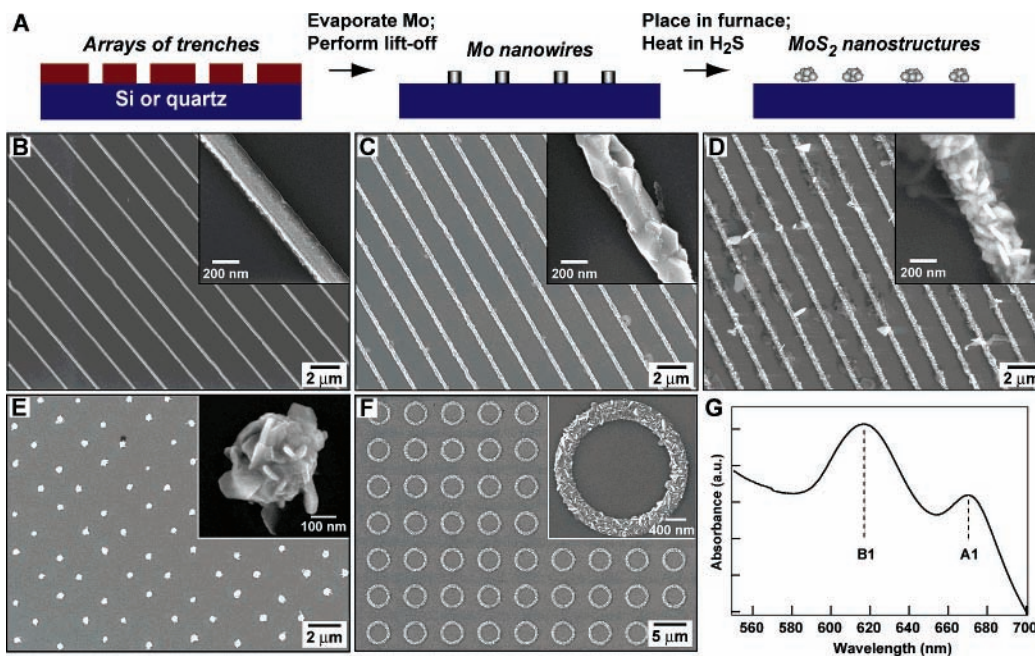 A
Arrays of trenches
Si or quartz
Evaporate Mo;
Perform lift-off
Mo nanowires
Place in furnace;
Heat in H₂S
MoS₂ nanostructures
B
200 nm
2 μm
C
200 nm
2 μm
D
200 nm
2 μm
E
100 nm
2 μm
F
400 nm
5 μm
G
Absorbance (a.u.)
B1
A1
560 580 600 620 640 660 680 700
Wavelength (nm)